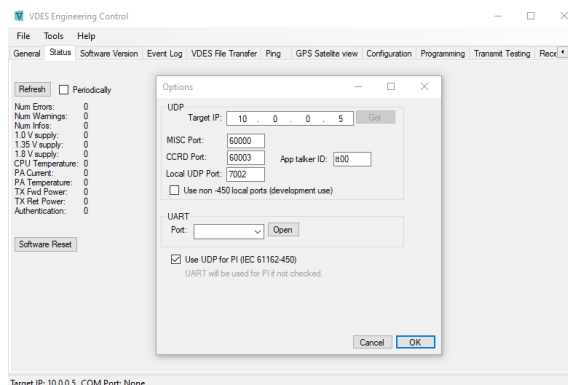 VDES Engineering Control
File Tools Help
General Status Software Version Event Log VDES File Transfer Ping GPS Satelite view Configuration Programming Transmit Testing Rece
Refresh Periodically
Num Errors: 0
Num Warnings: 0
Num Infos: 0
1.0 V supply: 0
1.35 V supply: 0
1.8 V supply: 0
CPU Temperature: 0
PA Current: 0
PA Temperature: 0
TX Fwd Power: 0
TX Ret Power: 0
Authentication: 0
Software Reset
Options
UDP
Target IP: 10 . 0 . 0 . 5 Get
MISC Port: 60000
CCRD Port: 60003 App talker ID: tt00
Local UDP Port: 7002
Use non -450 local ports (development use)
UART
Port: Open
Use UDP for PI (IEC 61162-450)
UART will be used for PI if not checked.
Cancel OK
Target IP: 10.0.0.5 COM Port: None